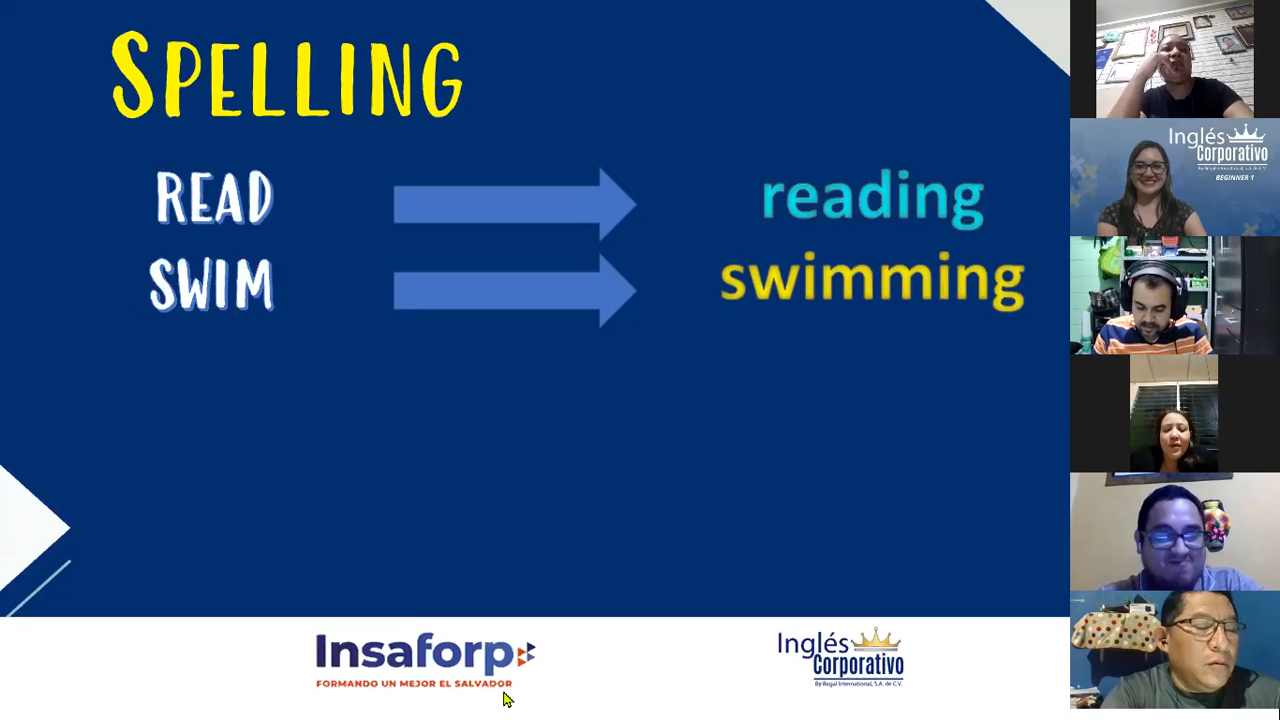 SPELLING
READ reading
SWIM swimming
Insaforp
FORMANDO UN MEJOR EL SALVADOR
Inglés
Corporativo
By Regal International, S.A. de C.V.
Inglés
Corporativo
BEGINNER 1